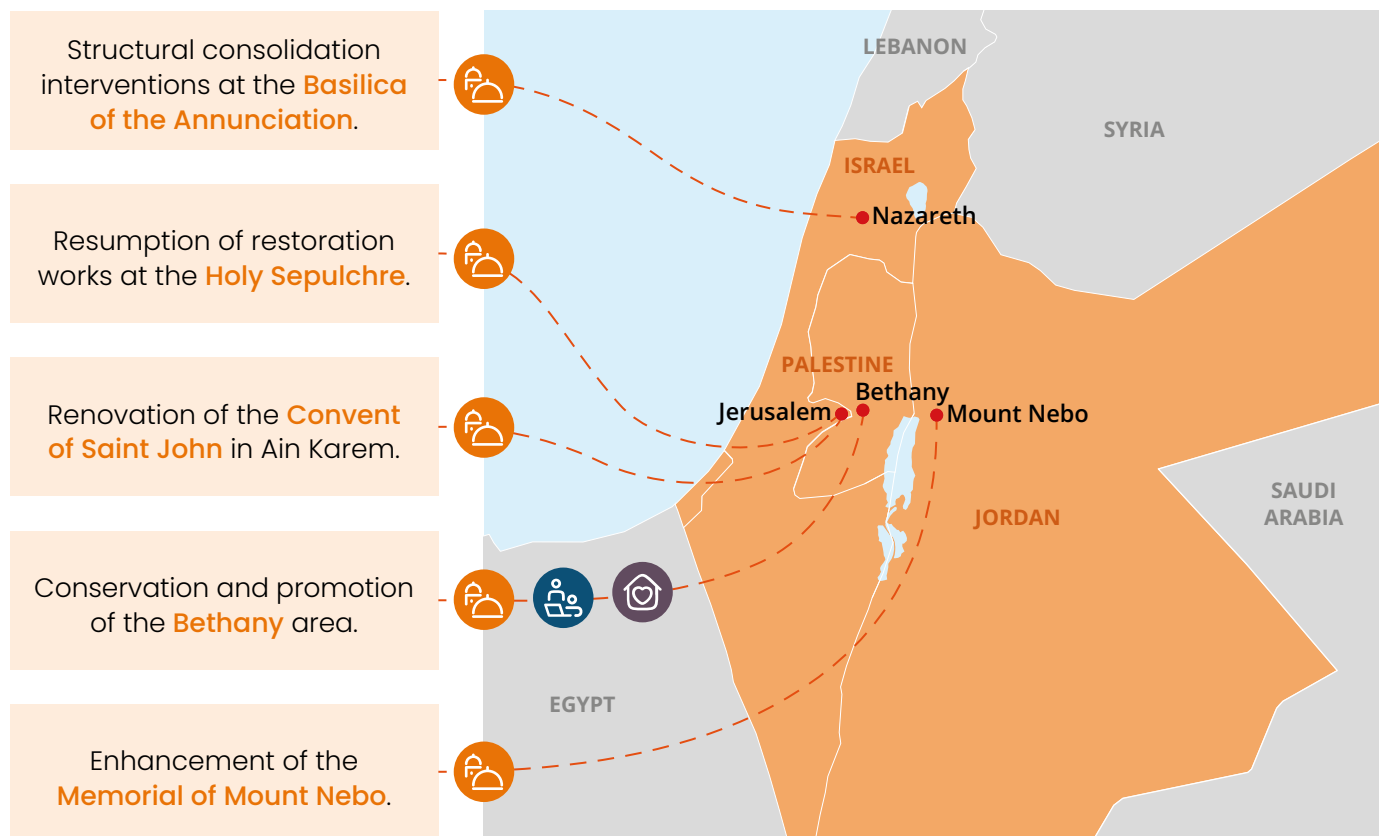 Structural consolidation
interventions at the Basilica
of the Annunciation.
Resumption of restoration
works at the Holy Sepulchre.
Renovation of the Convent
of Saint John in Ain Karem.
Conservation and promotion
of the Bethany area.
Enhancement of the
Memorial of Mount Nebo.
LEBANON
SYRIA
ISRAEL
Nazareth
PALESTINE
Bethany
Jerusalem
Mount Nebo
SAUDI
ARABIA
JORDAN
EGYPT